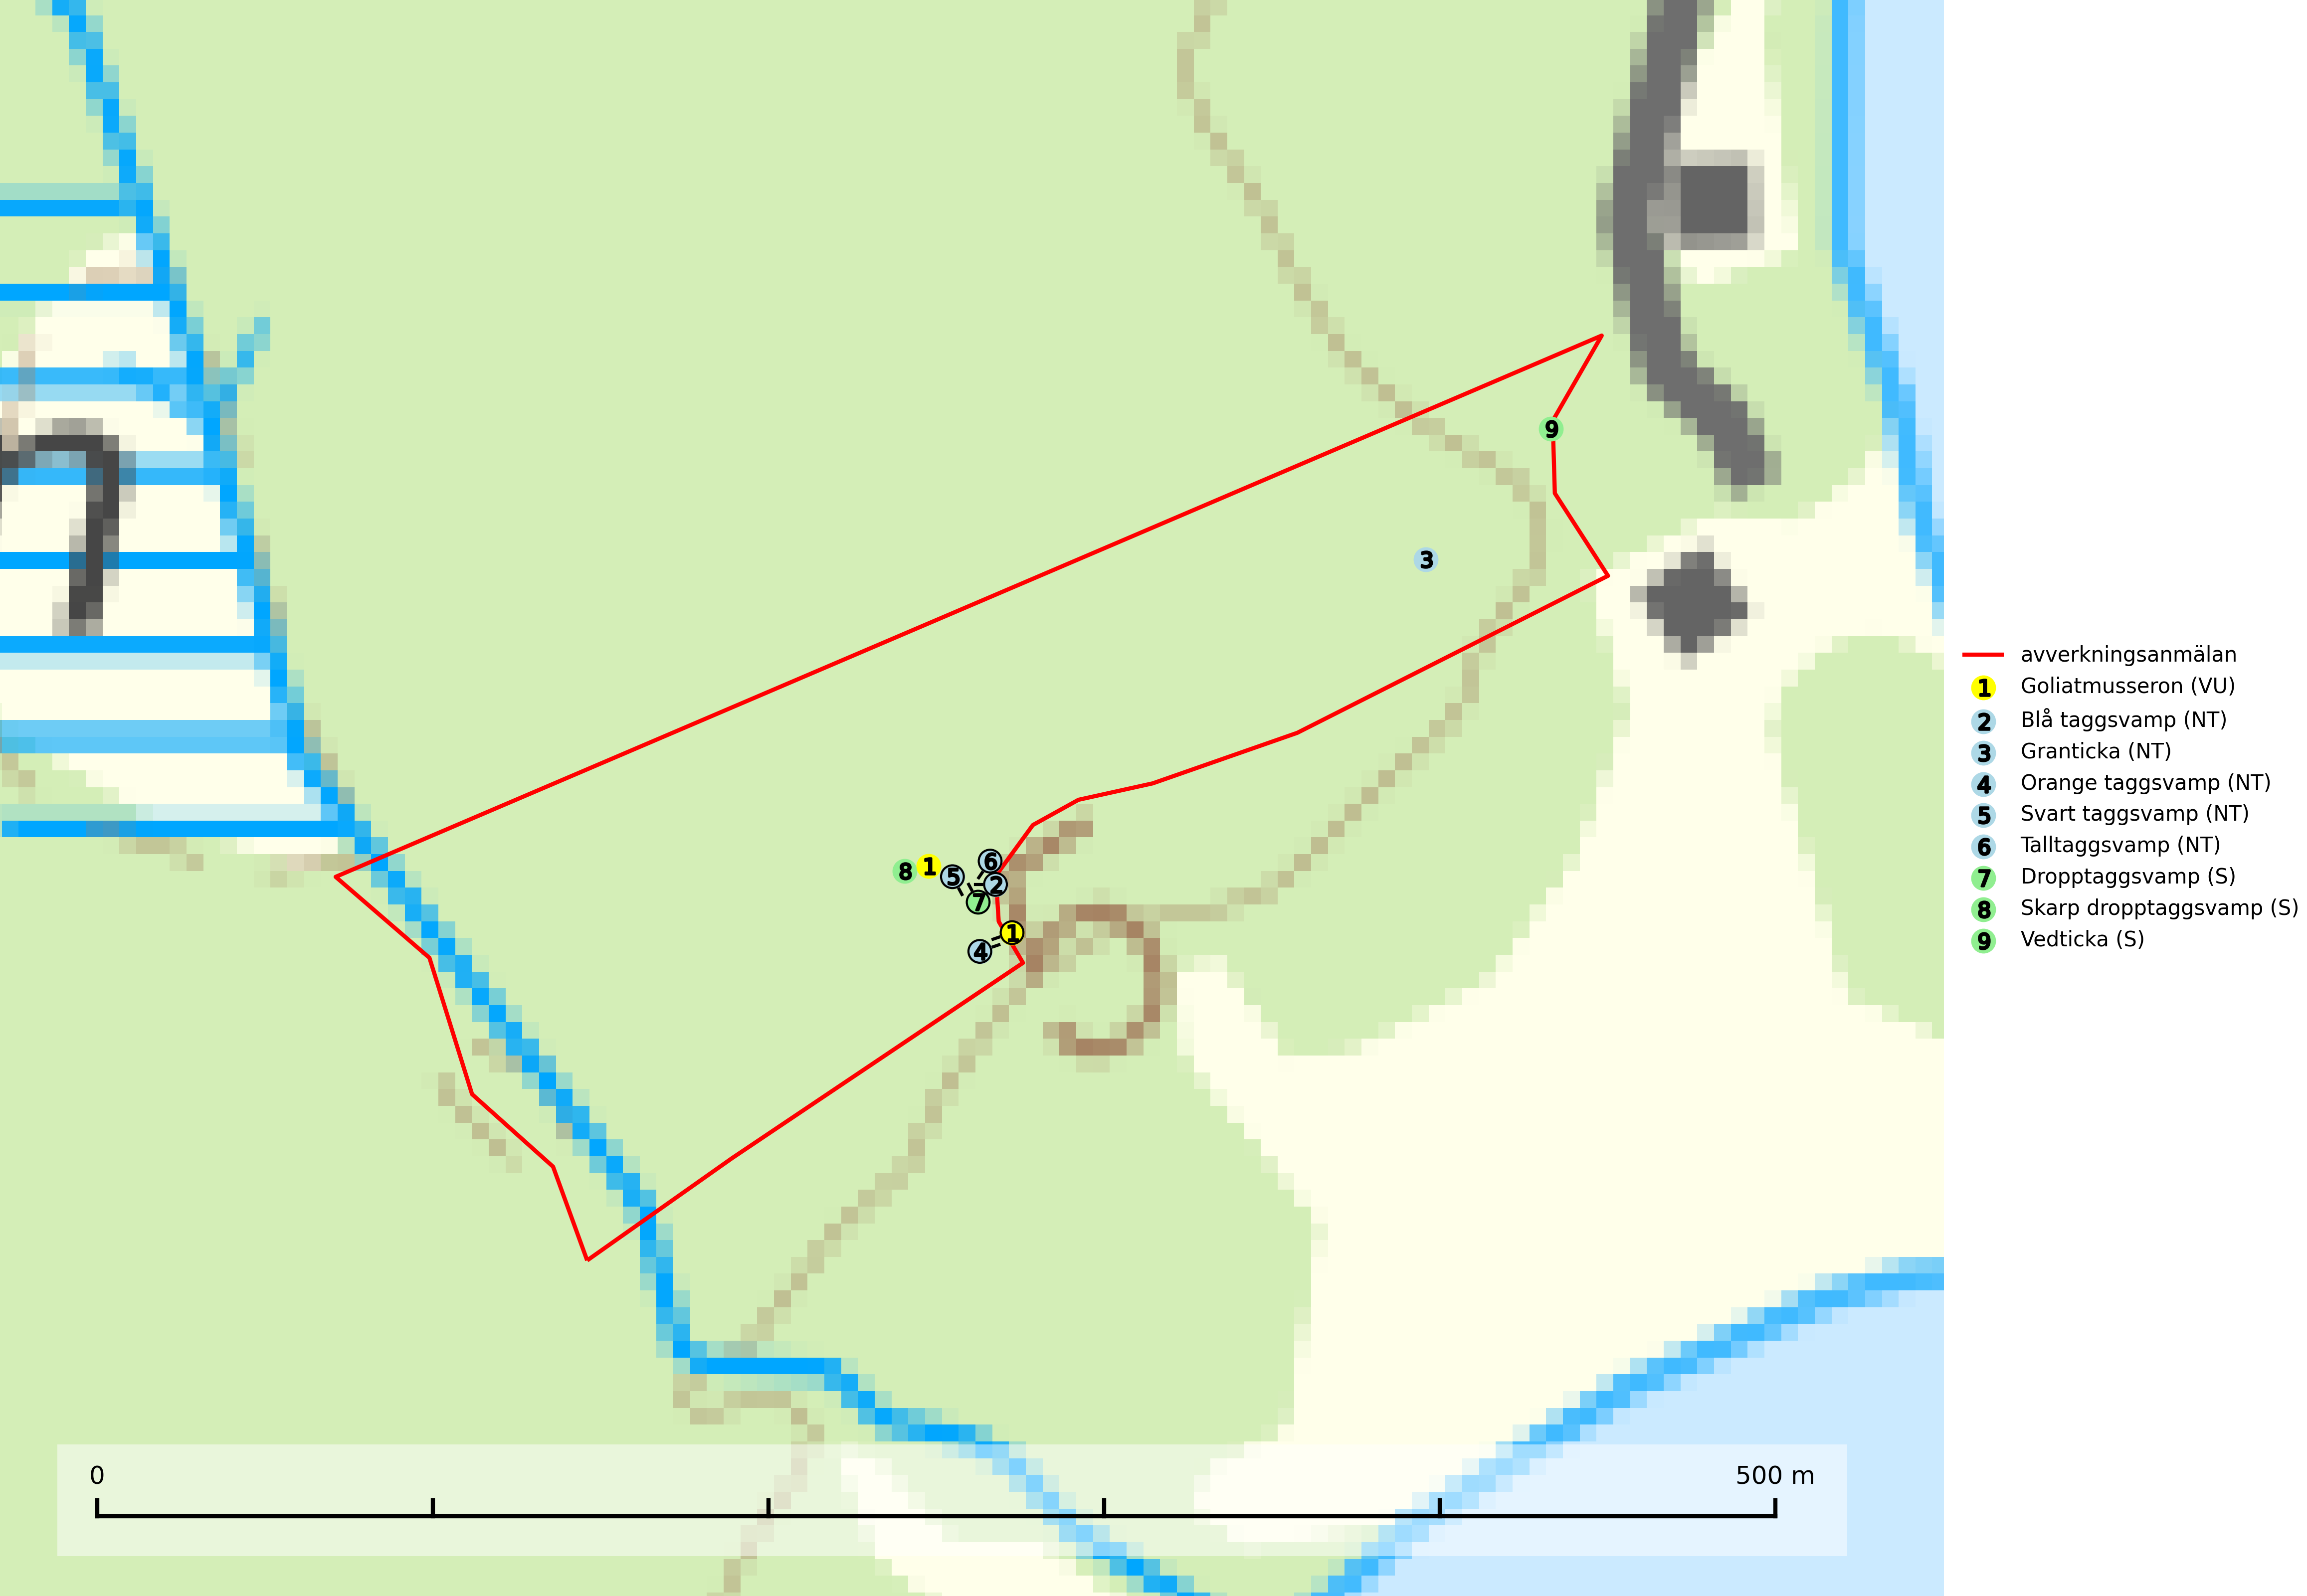 9
3
6
8 1 5 2
7
1
4
avverkningsanmälan
1 Goliatmusseron (VU)
2 Blå taggsvamp (NT)
3 Granticka (NT)
4 Orange taggsvamp (NT)
5 Svart taggsvamp (NT)
6 Talltaggsvamp (NT)
7 Dropptaggsvamp (S)
8 Skarp dropptaggsvamp (S)
9 Vedticka (S)
0 500 m